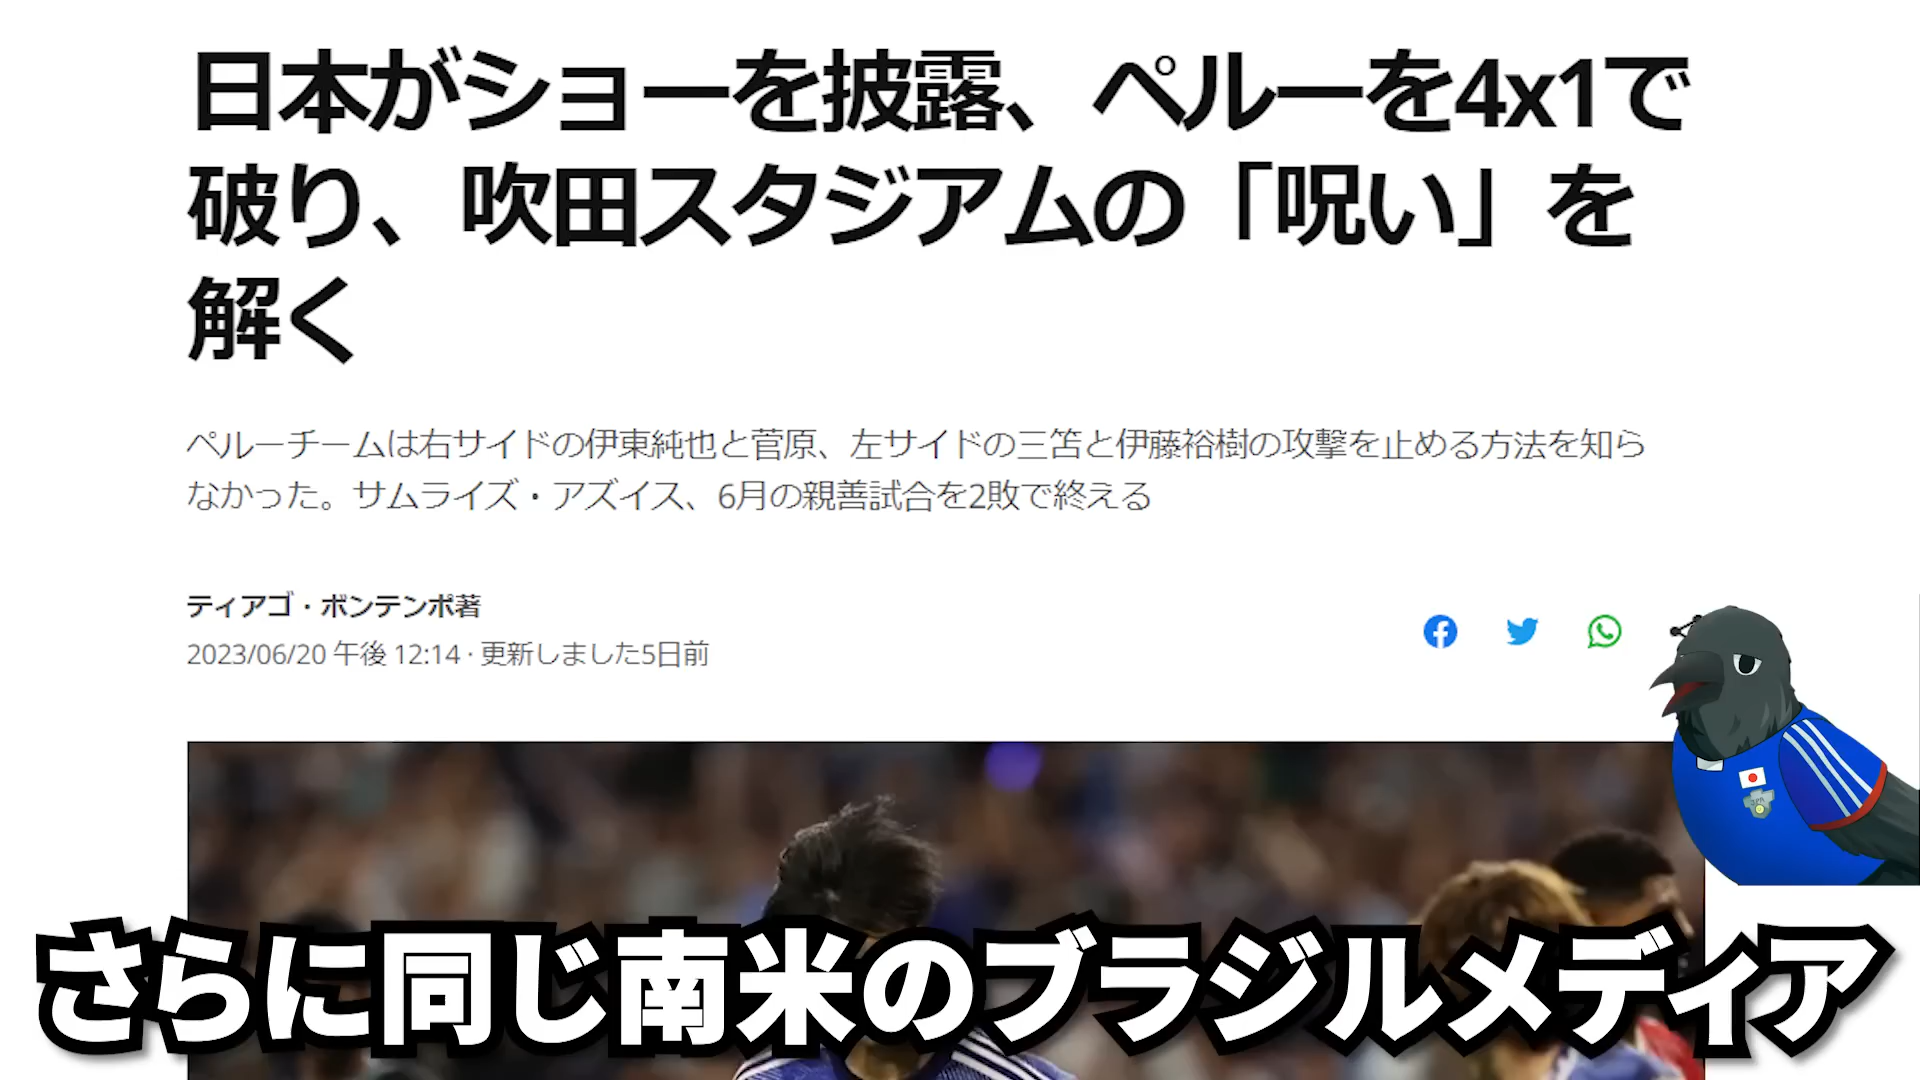 日本がショーを披露、ペルーを4x1で
破り、吹田スタジアムの「呪い」を
解く
ペルーチームは右サイドの伊東純也と菅原、左サイドの三笘と伊藤裕樹の攻撃を止める方法を知ら
なかった。サムライズ・アズイス、6月の親善試合を2敗で終える
ティアゴ・ボンテンポ著
2023/06/20 午後 12:14 · 更新しました5日前
さらに同じ南米のブラジルメディア